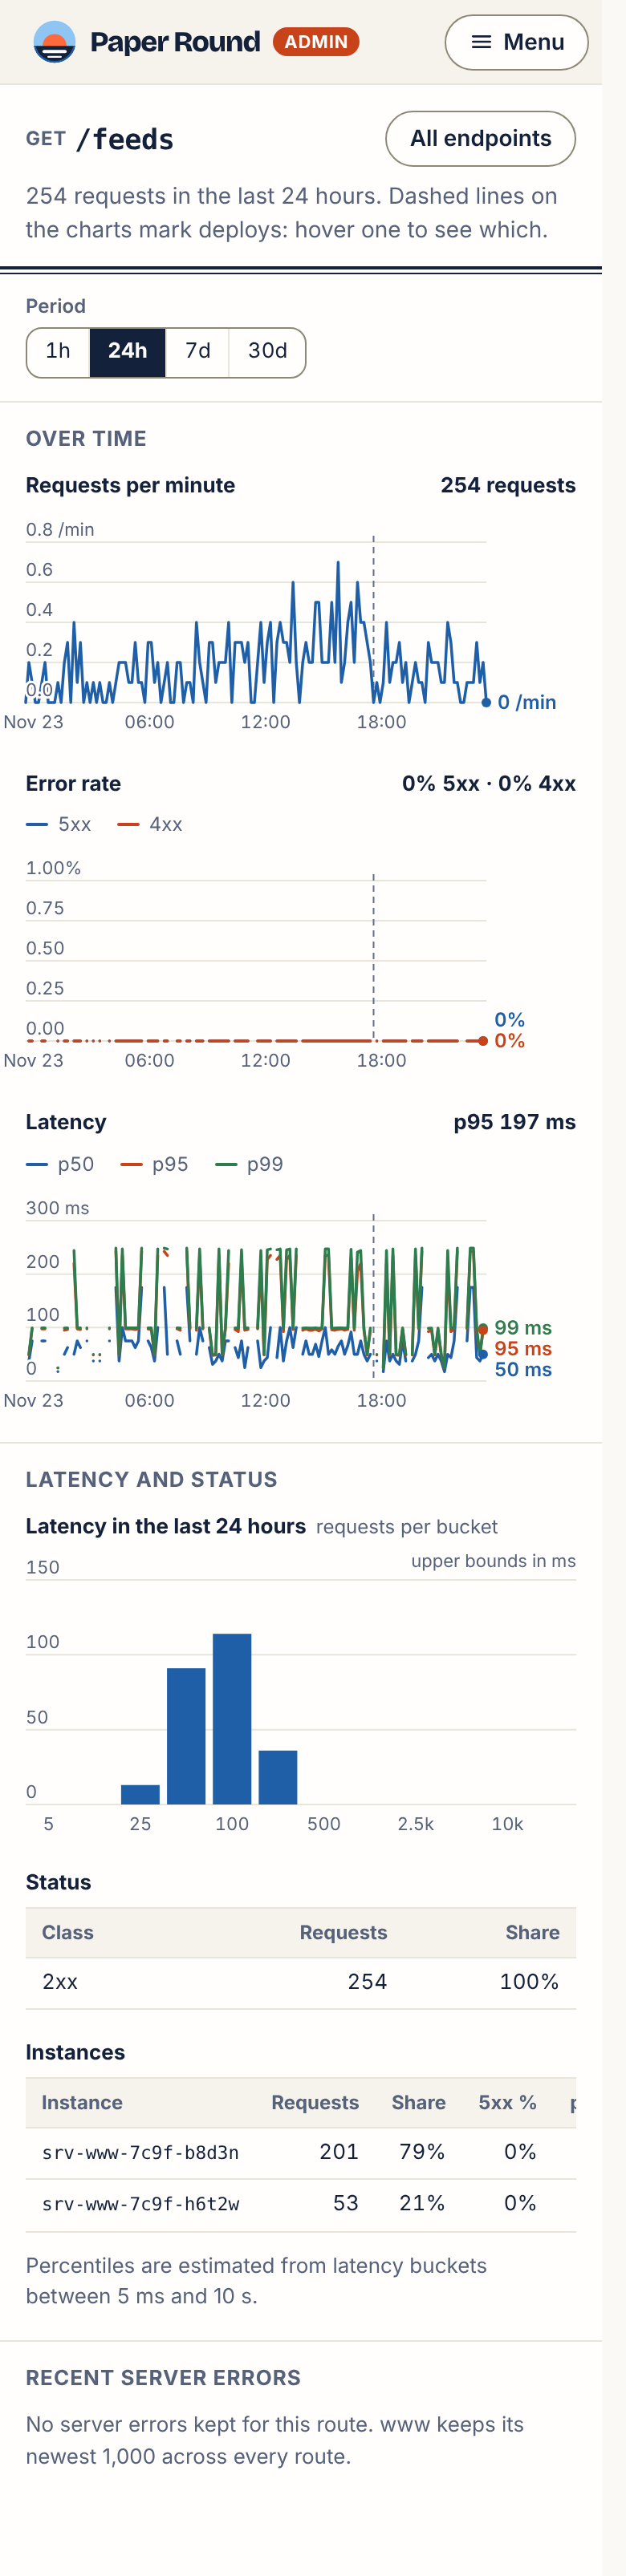 Paper Round ADMIN
Menu
GET /feeds
All endpoints
254 requests in the last 24 hours. Dashed lines on
the charts mark deploys: hover one to see which.
Period
1h 24h 7d 30d
OVER TIME
Requests per minute 254 requests
0.8 /min
0.6
0.4
0.2
0.0
0 /min
Nov 23 06:00 12:00 18:00
Error rate 0% 5xx · 0% 4xx
5xx 4xx
1.00%
0.75
0.50
0.25
0.00
0%
0%
Nov 23 06:00 12:00 18:00
Latency p95 197 ms
p50 p95 p99
300 ms
200
100
0
99 ms
95 ms
50 ms
Nov 23 06:00 12:00 18:00
LATENCY AND STATUS
Latency in the last 24 hours requests per bucket
upper bounds in ms
150
100
50
0
5 25 100 500 2.5k 10k
Status
Class Requests Share
2xx 254 100%
Instances
Instance Requests Share 5xx %
srv-www-7c9f-b8d3n 201 79% 0%
srv-www-7c9f-h6t2w 53 21% 0%
Percentiles are estimated from latency buckets
between 5 ms and 10 s.
RECENT SERVER ERRORS
No server errors kept for this route. www keeps its
newest 1,000 across every route.